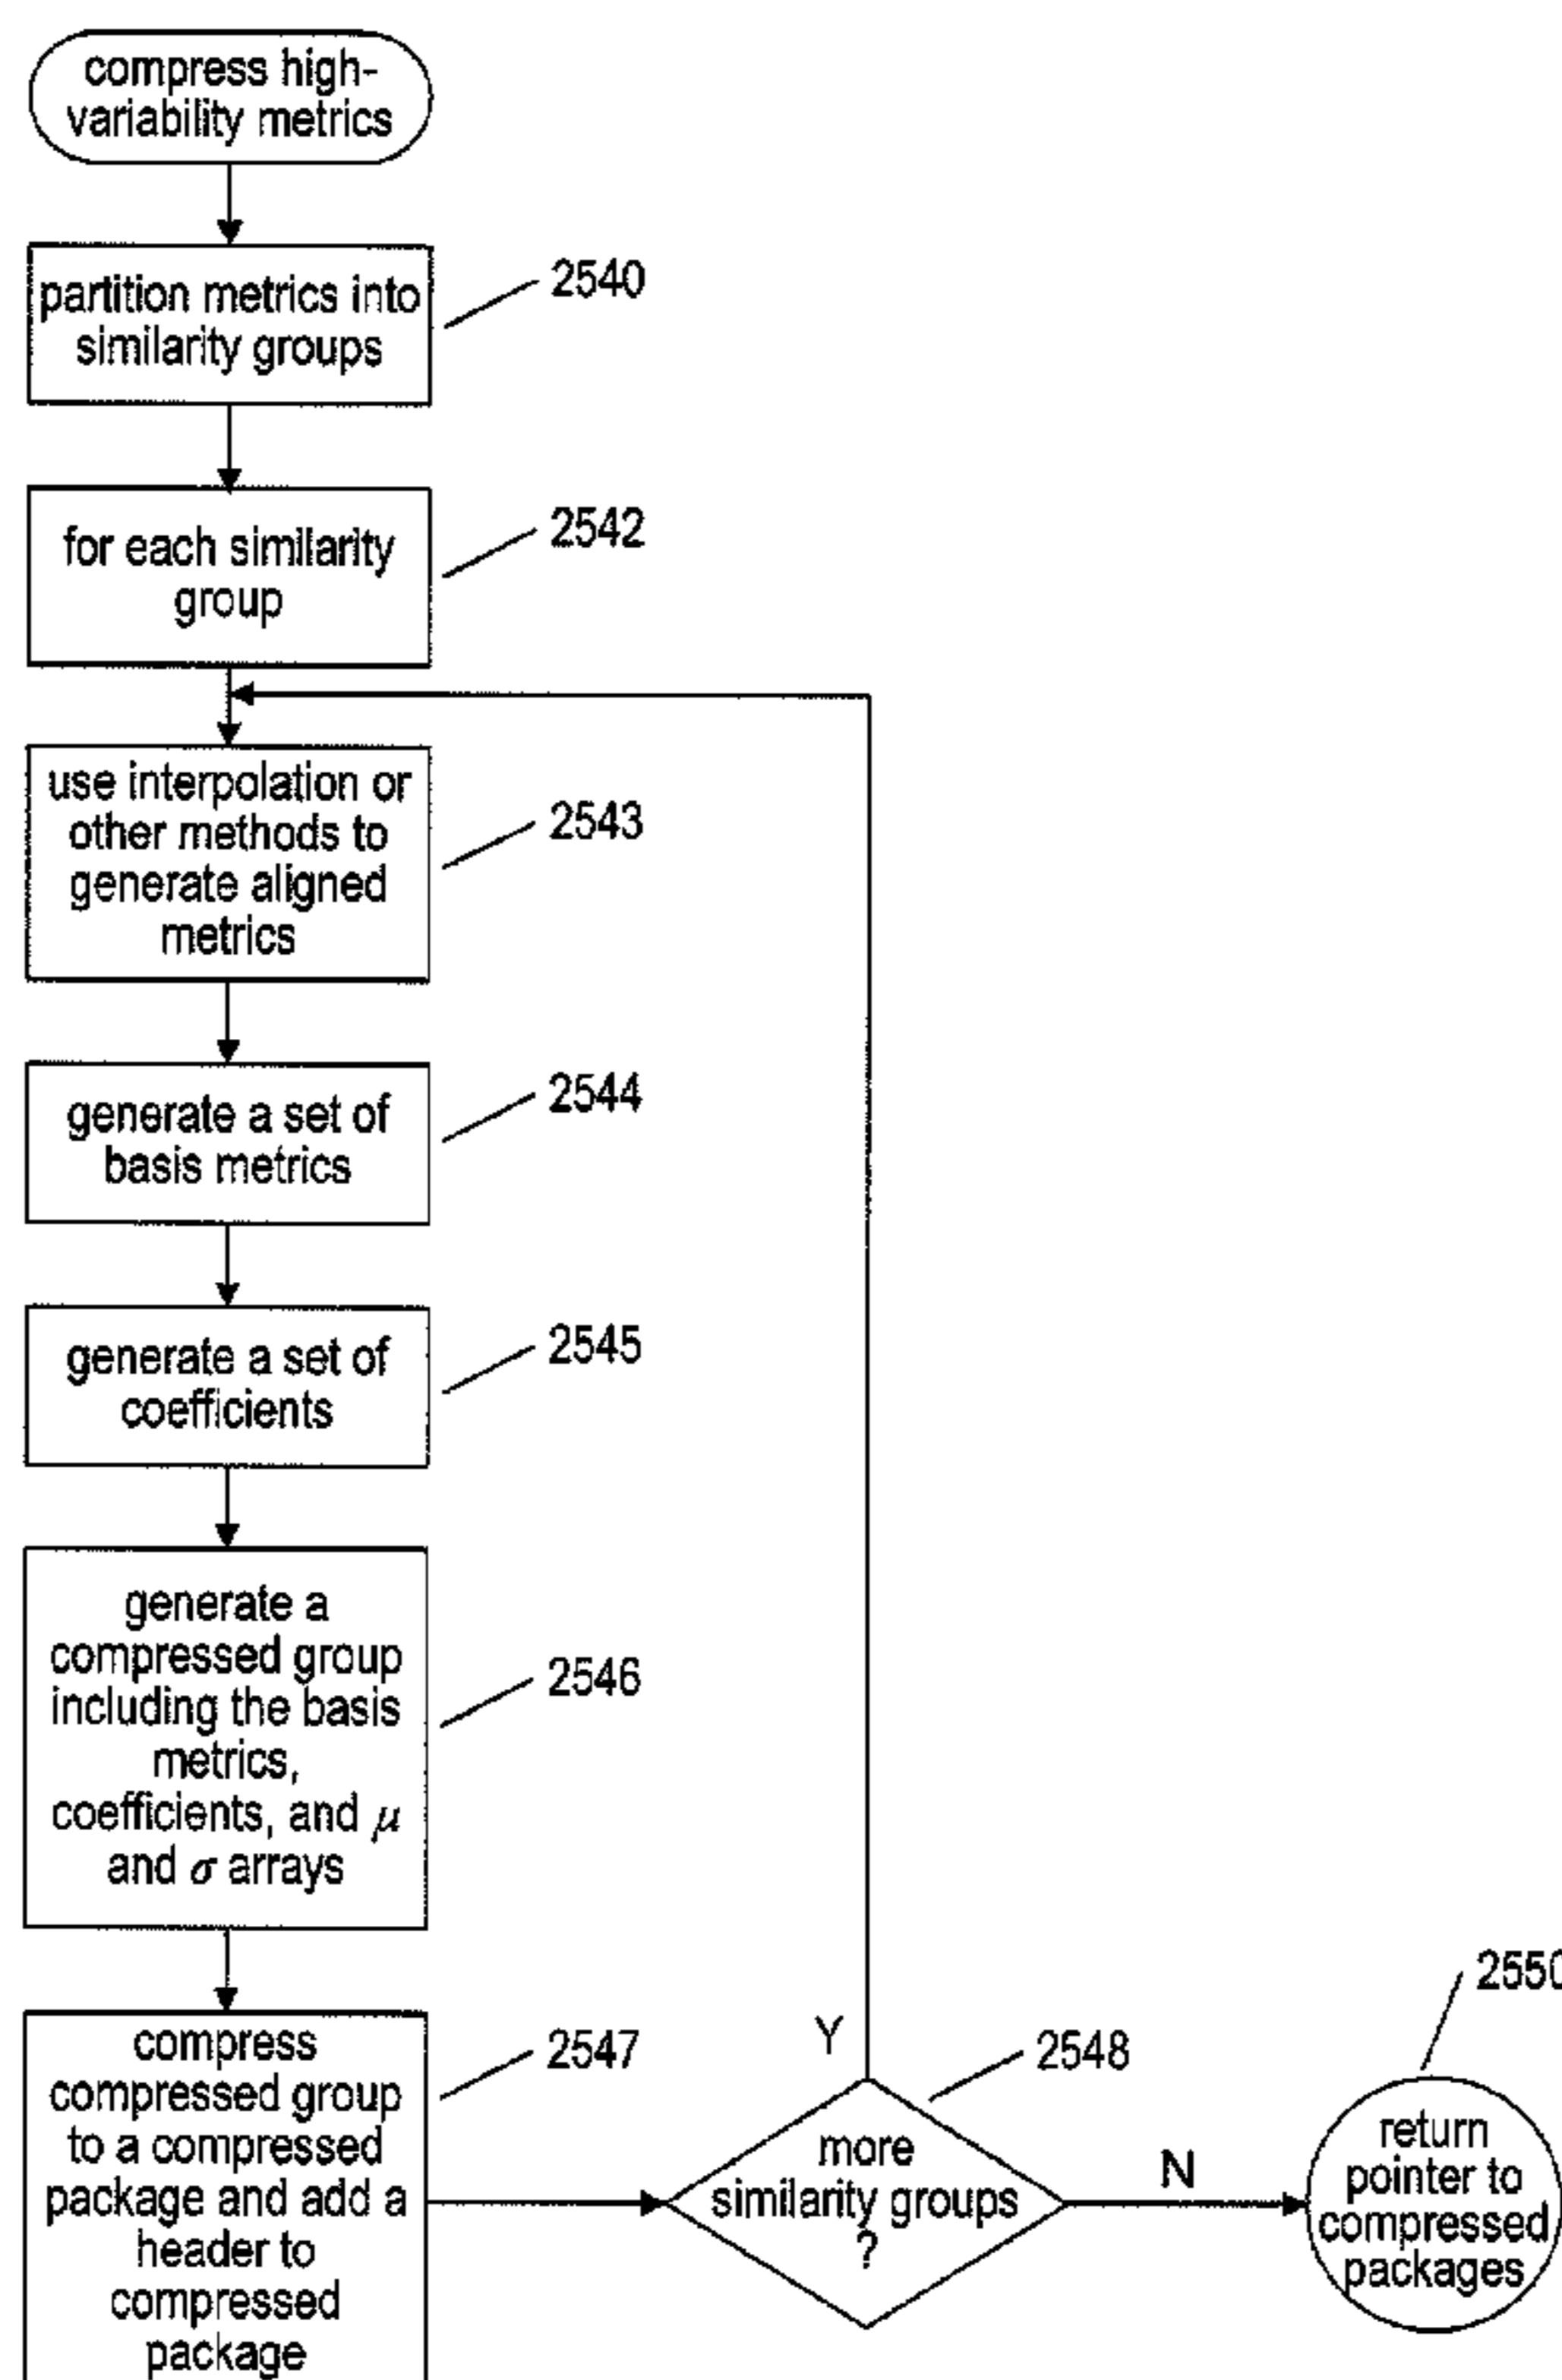 compress high-
variability metrics
partition metrics into
similarity groups
2540
for each similarity
group
2542
use interpolation or
other methods to
generate aligned
metrics
2543
generate a set of
basis metrics
2544
generate a set of
coefficients
2545
generate a
compressed group
including the basis
metrics,
coefficients, and μ
and σ arrays
2546
compress
compressed group
to a compressed
package and add a
header to
compressed
package
2547
Y
more
similarity groups
?
2548
N
return
pointer to
compressed
packages
2550